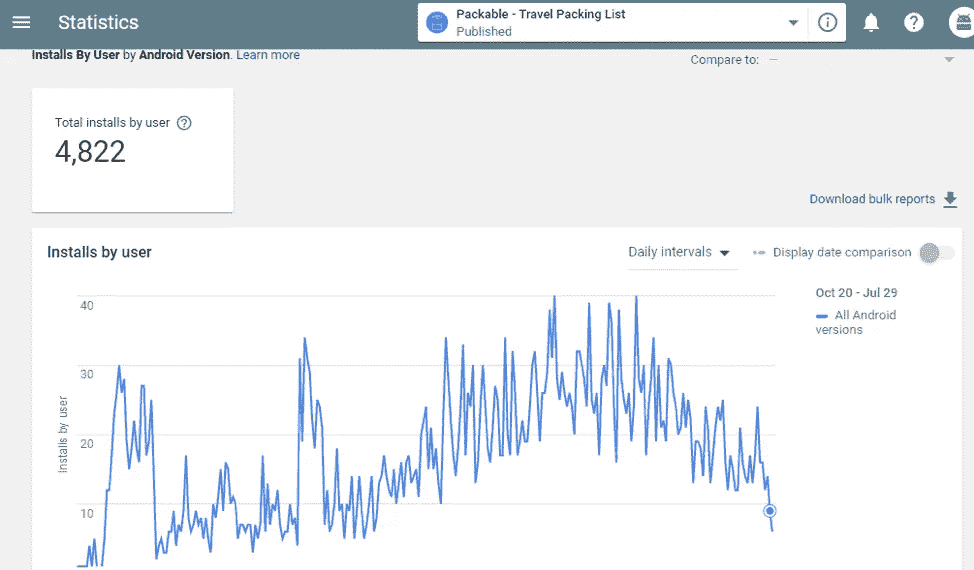 Statistics
Packable - Travel Packing List
Published
Installs By User by Android Version. Learn more
Compare to: —
Total installs by user
4,822
Download bulk reports
Installs by user
Daily intervals
Display date comparison
Oct 20 - Jul 29
All Android
versions
Installs by user
40
30
20
10